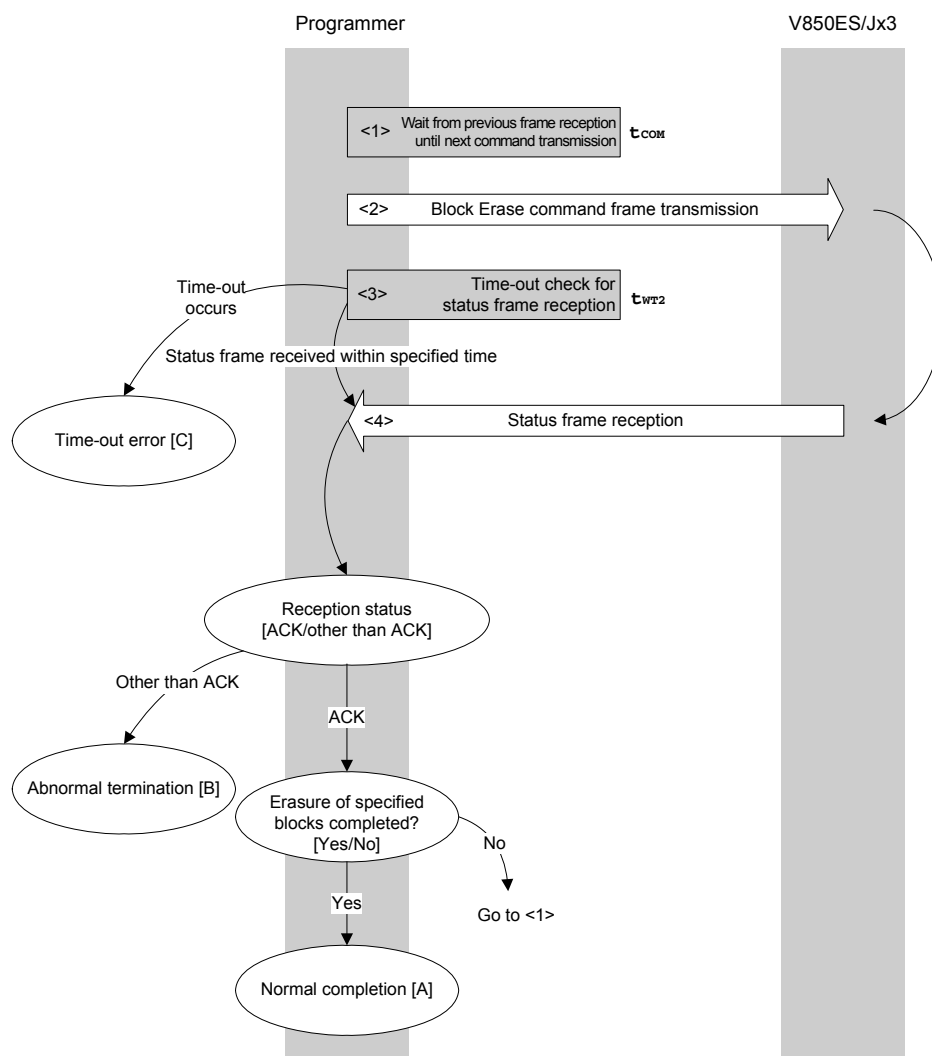 Programmer
V850ES/Jx3
<1> Wait from previous frame reception
until next command transmission
tCOM
<2> Block Erase command frame transmission
<3> Time-out check for
status frame reception
tWT2
Time-out
occurs
Status frame received within specified time
Time-out error [C]
<4> Status frame reception
Reception status
[ACK/other than ACK]
Other than ACK
ACK
Abnormal termination [B]
Erasure of specified
blocks completed?
[Yes/No]
No
Yes
Go to <1>
Normal completion [A]